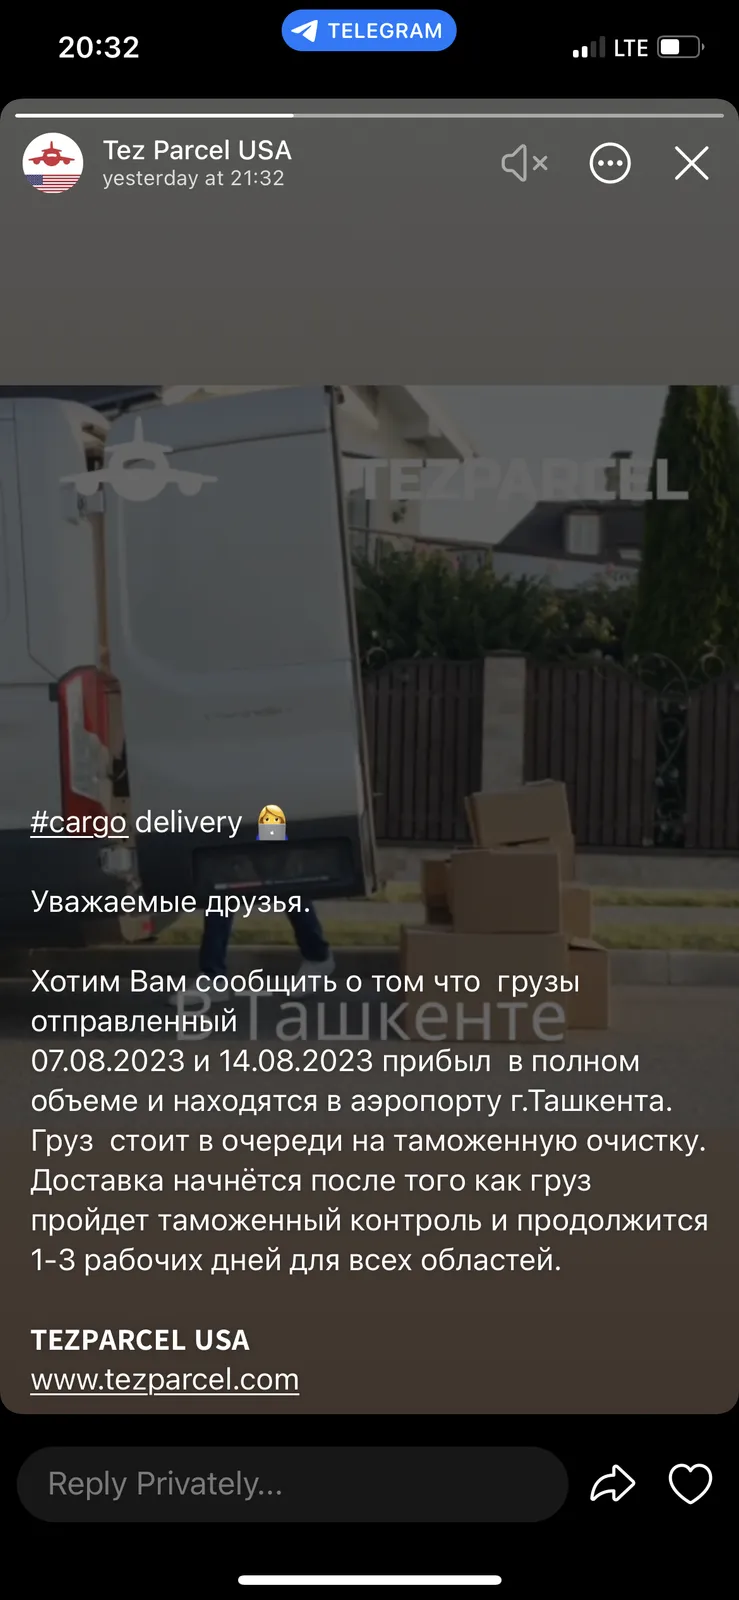 20:32
TELEGRAM
LTE
Tez Parcel USA
yesterday at 21:32
TEZPARCEL
#cargo delivery 👩‍💻
Уважаемые друзья.
Хотим Вам сообщить о том что  грузы
отправленный
В Ташкенте
07.08.2023 и 14.08.2023 прибыл  в полном
объеме и находятся в аэропорту г.Ташкента.
Груз  стоит в очереди на таможенную очистку.
Доставка начнётся после того как груз
пройдет таможенный контроль и продолжится
1-3 рабочих дней для всех областей.
TEZPARCEL USA
www.tezparcel.com
Reply Privately...